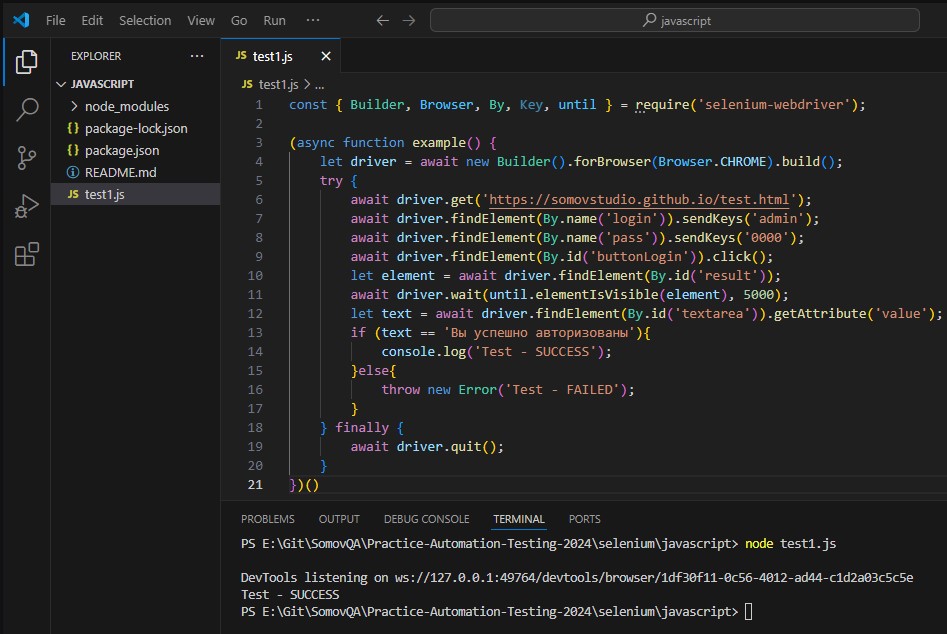 File Edit Selection View Go Run ··· ← → javascript
EXPLORER ···
JAVASCRIPT
node_modules
{} package-lock.json
{} package.json
README.md
JS test1.js
JS test1.js ×
JS test1.js > ...
1 const { Builder, Browser, By, Key, until } = require('selenium-webdriver');
2
3 (async function example() {
4 let driver = await new Builder().forBrowser(Browser.CHROME).build();
5 try {
6 await driver.get('https://somovstudio.github.io/test.html');
7 await driver.findElement(By.name('login')).sendKeys('admin');
8 await driver.findElement(By.name('pass')).sendKeys('0000');
9 await driver.findElement(By.id('buttonLogin')).click();
10 let element = await driver.findElement(By.id('result'));
11 await driver.wait(until.elementIsVisible(element), 5000);
12 let text = await driver.findElement(By.id('textarea')).getAttribute('value');
13 if (text == 'Вы успешно авторизованы'){
14 console.log('Test - SUCCESS');
15 }else{
16 throw new Error('Test - FAILED');
17 }
18 } finally {
19 await driver.quit();
20 }
21 })()
PROBLEMS OUTPUT DEBUG CONSOLE TERMINAL PORTS
PS E:\Git\SomovQA\Practice-Automation-Testing-2024\selenium\javascript> node test1.js
DevTools listening on ws://127.0.0.1:49764/devtools/browser/1df30f11-0c56-4012-ad44-c1d2a03c5c5e
Test - SUCCESS
PS E:\Git\SomovQA\Practice-Automation-Testing-2024\selenium\javascript>